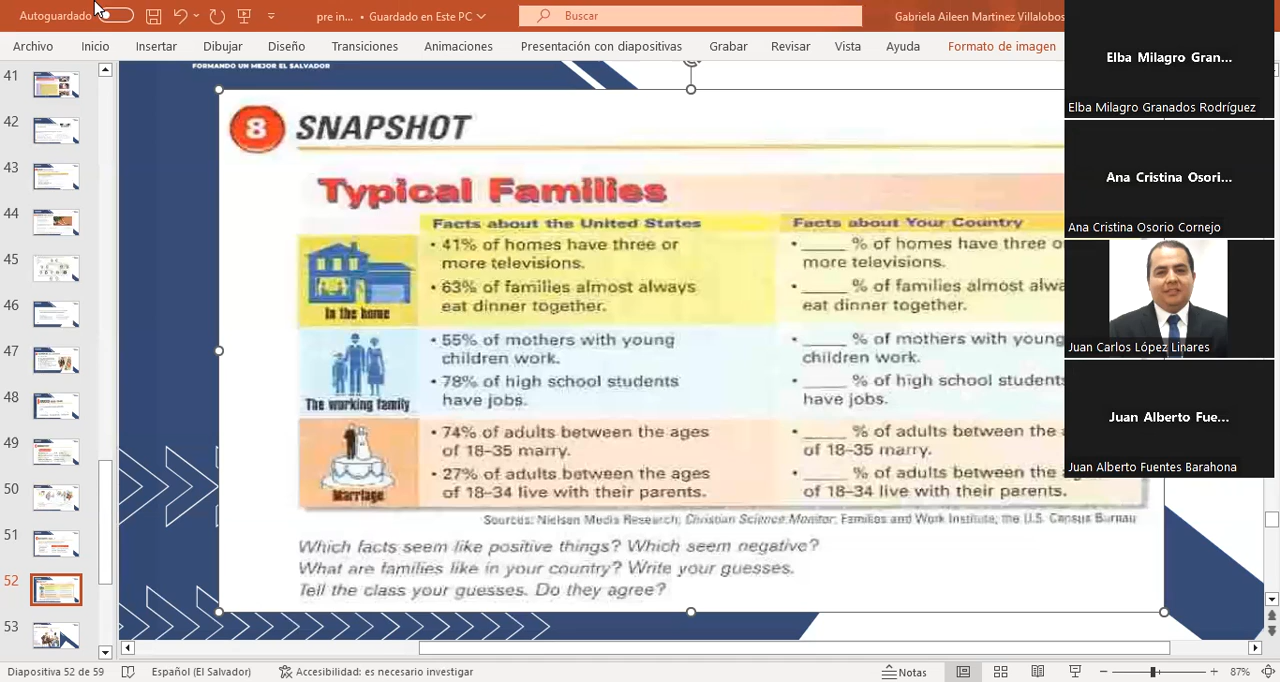 Autoguardado
pre in... • Guardado en Este PC
Buscar
Gabriela Aileen Martinez Villalobos
Archivo Inicio Insertar Dibujar Diseño Transiciones Animaciones Presentación con diapositivas Grabar Revisar Vista Ayuda Formato de imagen
41
42
43
44
45
46
47
48
49
50
51
52
53
FORMANDO UN MEJOR EL SALVADOR
8 SNAPSHOT
Typical Families
Facts about the United States
Facts about Your Country
In the home
• 41% of homes have three or
more televisions.
• 63% of families almost always
eat dinner together.
• ____ % of homes have three o
more televisions.
• ____ % of families almost alwa
eat dinner together.
The working family
• 55% of mothers with young
children work.
• 78% of high school students
have jobs.
• ____ % of mothers with young
children work.
• ____ % of high school students
have jobs.
Marriage
• 74% of adults between the ages
of 18–35 marry.
• 27% of adults between the ages
of 18–34 live with their parents.
• ____ % of adults between the
of 18–35 marry.
• ____ % of adults between the
of 18–34 live with their parents.
Sources: Nielsen Media Research; Christian Science Monitor; Families and Work Institute; the U.S. Census Bureau
Which facts seem like positive things? Which seem negative?
What are families like in your country? Write your guesses.
Tell the class your guesses. Do they agree?
Elba Milagro Gran...
Elba Milagro Granados Rodríguez
Ana Cristina Osori...
Ana Cristina Osorio Cornejo
Juan Carlos López Linares
Juan Alberto Fue...
Juan Alberto Fuentes Barahona
Diapositiva 52 de 59
Español (El Salvador)
Accesibilidad: es necesario investigar
Notas
87%